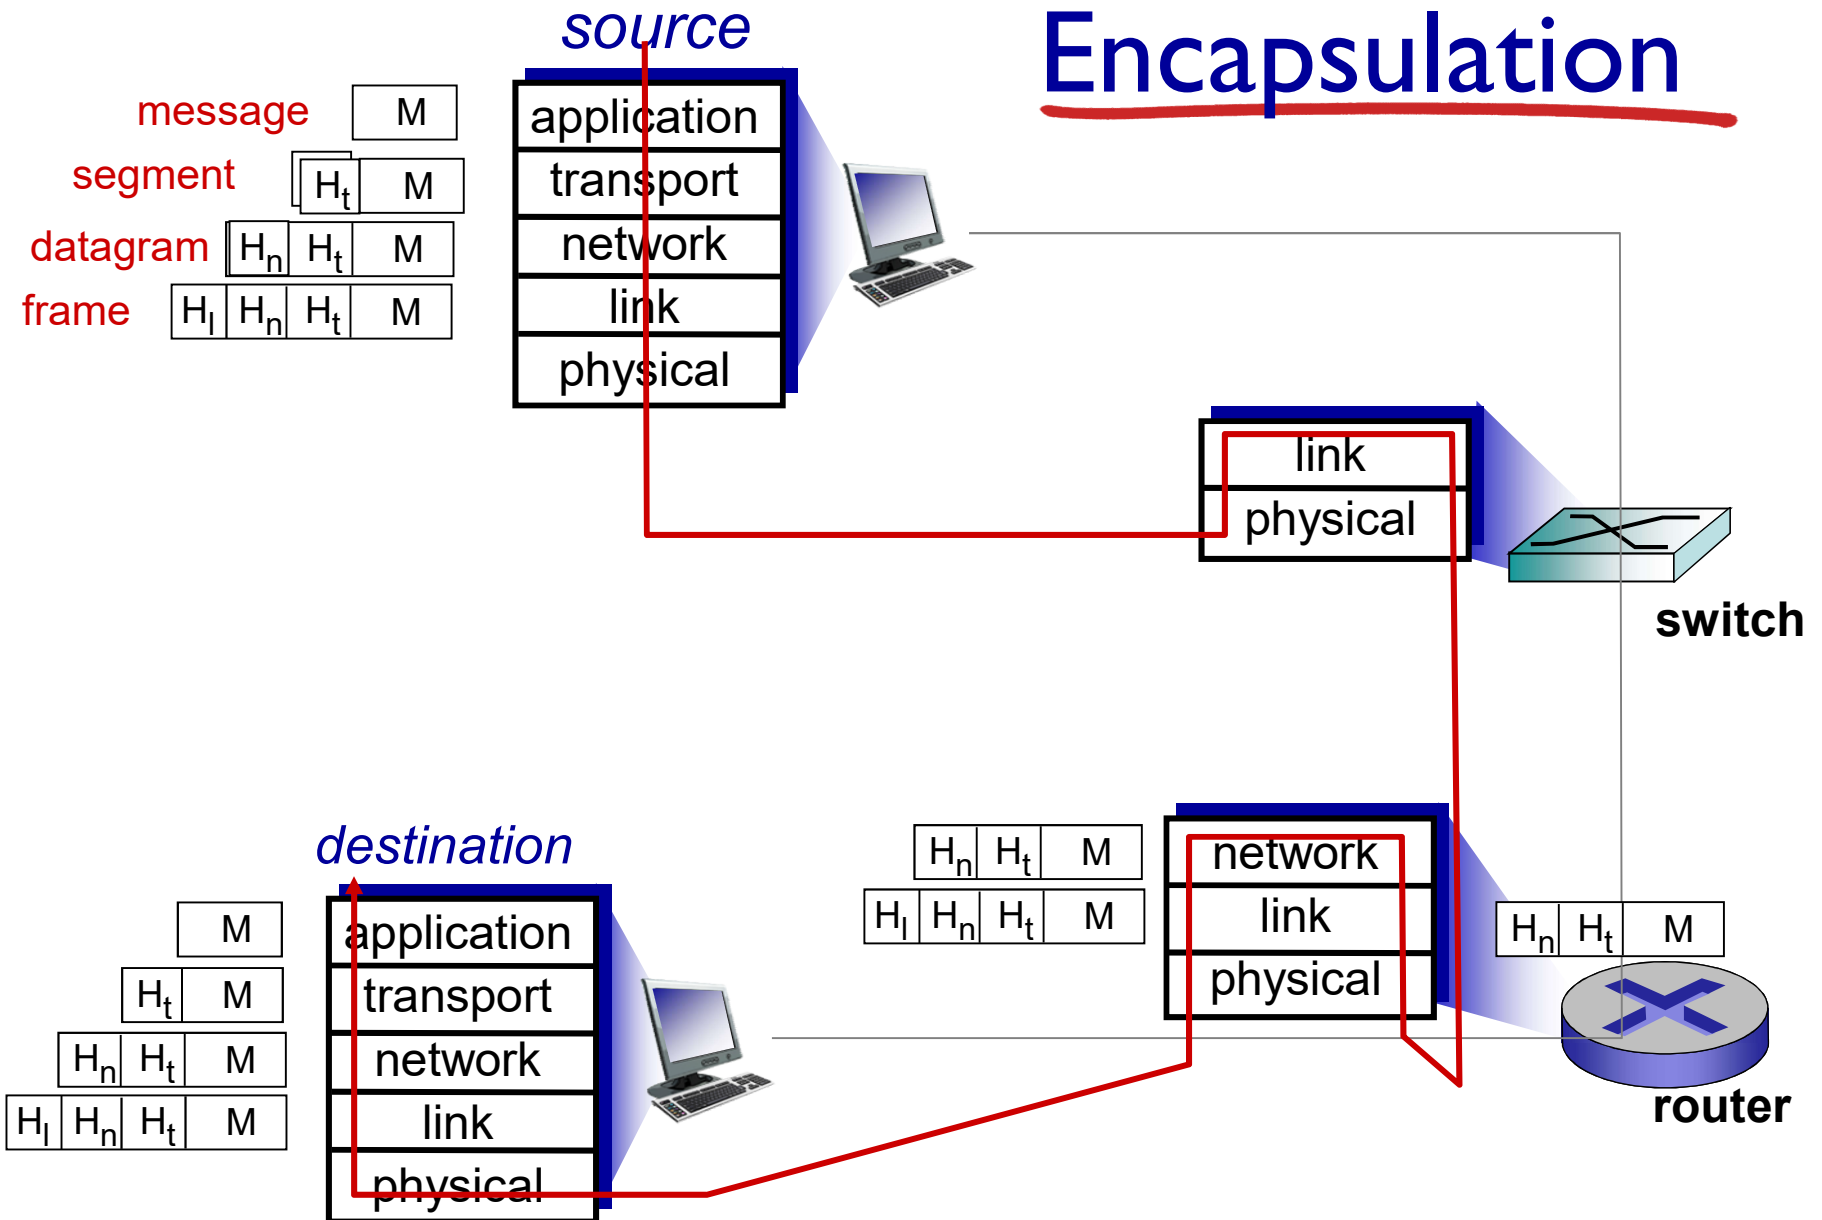 source
Encapsulation
message M
segment Ht M
datagram Hn Ht M
frame Hl Hn Ht M
application
transport
network
link
physical
link
physical
switch
Hn Ht M
Hl Hn Ht M
network
link
physical
Hn Ht M
router
destination
M
Ht M
Hn Ht M
Hl Hn Ht M
application
transport
network
link
physical